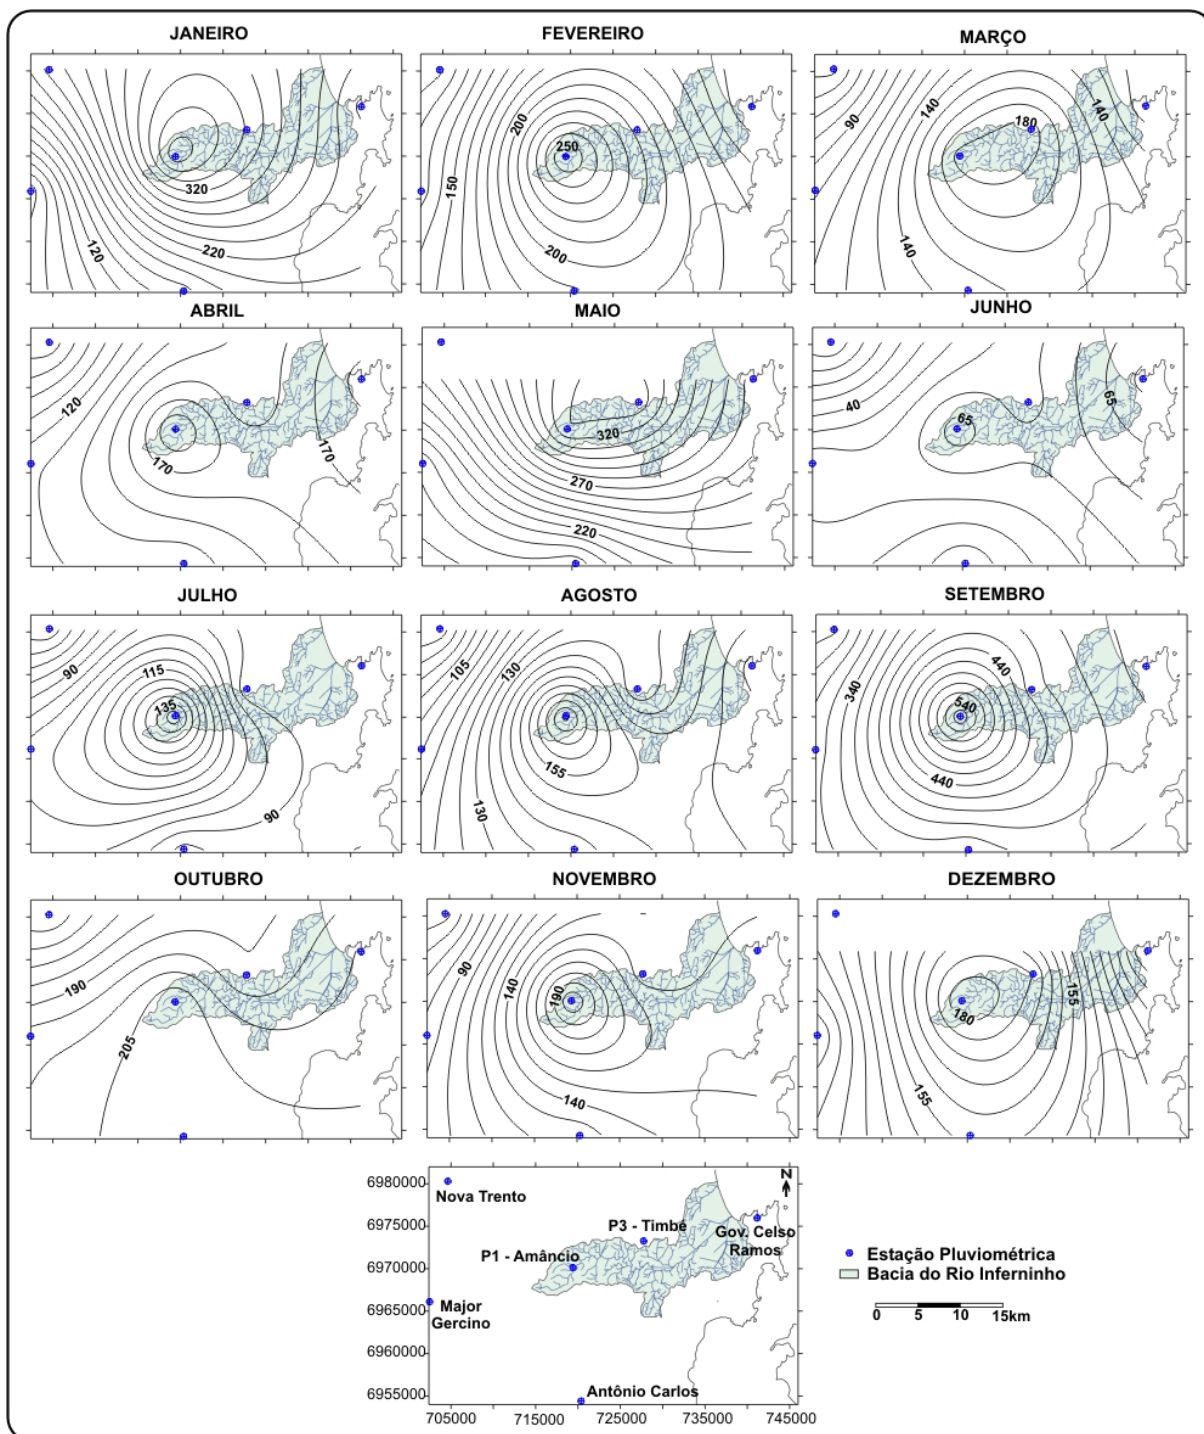 JANEIRO
320
220
120
FEVEREIRO
200
250
150
200
MARÇO
90
140
180
140
140
ABRIL
120
170
170
MAIO
320
270
220
JUNHO
40
65
65
JULHO
90
115
135
90
AGOSTO
105
130
155
130
SETEMBRO
340
440
540
440
OUTUBRO
190
205
NOVEMBRO
90
140
190
140
DEZEMBRO
180
155
155
6980000
6975000
6970000
6965000
6960000
6955000
705000 715000 725000 735000 745000
N
Nova Trento
P3 - Timbé
Gov. Celso
Ramos
P1 - Amâncio
Major
Gercino
Antônio Carlos
Estação Pluviométrica
Bacia do Rio Inferninho
0 5 10 15km